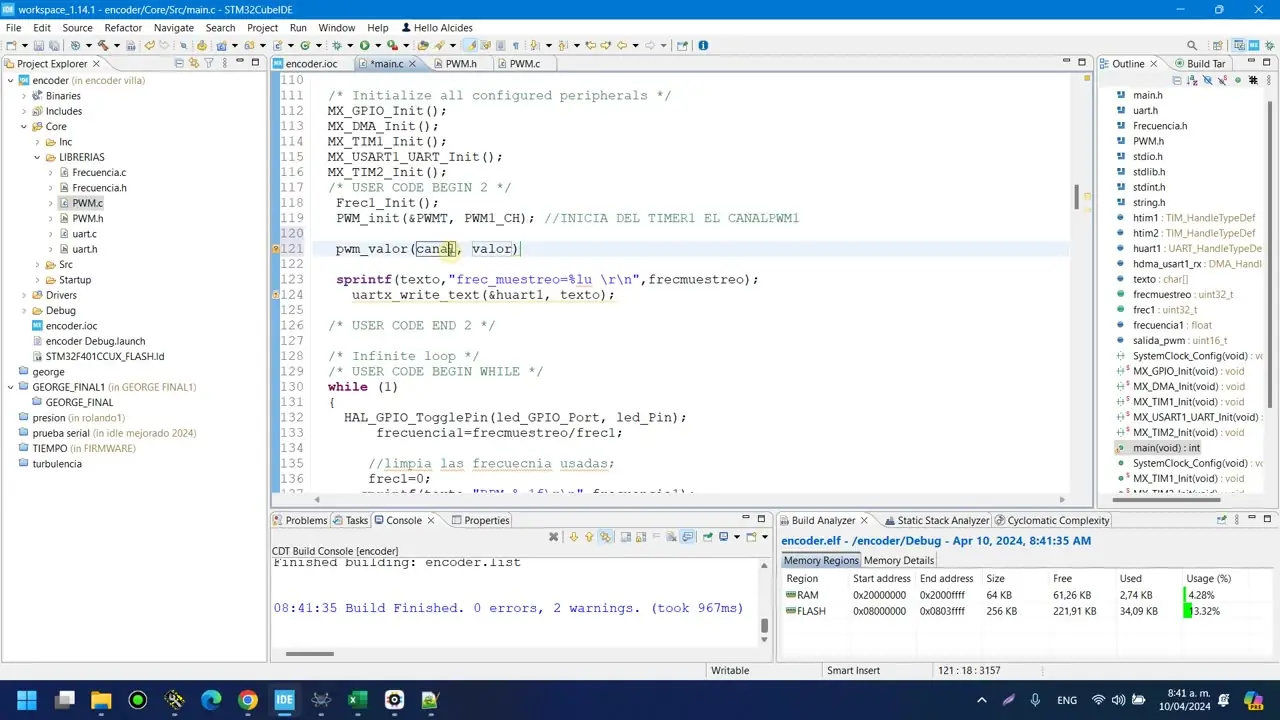 workspace_1.14.1 - encoder/Core/Src/main.c - STM32CubeIDE
File Edit Source Refactor Navigate Search Project Run Window Help Hello Alcides
Project Explorer
encoder (in encoder villa)
Binaries
Includes
Core
Inc
LIBRERIAS
Frecuencia.c
Frecuencia.h
PWM.c
PWM.h
uart.c
uart.h
Src
Startup
Drivers
Debug
encoder.ioc
encoder Debug.launch
STM32F401CCUX_FLASH.ld
george
GEORGE_FINAL1 (in GEORGE FINAL1)
GEORGE_FINAL
presion (in rolando1)
prueba serial (in idle mejorado 2024)
TIEMPO (in FIRMWARE)
turbulencia
encoder.ioc *main.c PWM.h PWM.c
110
111 /* Initialize all configured peripherals */
112 MX_GPIO_Init();
113 MX_DMA_Init();
114 MX_TIM1_Init();
115 MX_USART1_UART_Init();
116 MX_TIM2_Init();
117 /* USER CODE BEGIN 2 */
118 Frec1_Init();
119 PWM_init(&PWMT, PWM1_CH); //INICIA DEL TIMER1 EL CANALPWM1
120
121 pwm_valor(canal, valor)
122
123 sprintf(texto,"frec_muestreo=%lu \r\n",frecmuestreo);
124 uartx_write_text(&huart1, texto);
125
126 /* USER CODE END 2 */
127
128 /* Infinite loop */
129 /* USER CODE BEGIN WHILE */
130 while (1)
131 {
132 HAL_GPIO_TogglePin(led_GPIO_Port, led_Pin);
133 frecuencia1=frecmuestreo/frec1;
134
135 //limpia las frecuecnia usadas;
136 frec1=0;
Outline Build Tar
main.h
uart.h
Frecuencia.h
PWM.h
stdio.h
stdlib.h
stdint.h
string.h
htim1 : TIM_HandleTypeDef
htim2 : TIM_HandleTypeDef
huart1 : UART_HandleTypeDe
hdma_usart1_rx : DMA_Handl
texto : char[]
frecmuestreo : uint32_t
frec1 : uint32_t
frecuencia1 : float
salida_pwm : uint16_t
SystemClock_Config(void) : vo
MX_GPIO_Init(void) : void
MX_DMA_Init(void) : void
MX_TIM1_Init(void) : void
MX_USART1_UART_Init(void) :
MX_TIM2_Init(void) : void
main(void) : int
SystemClock_Config(void) : vo
MX_TIM1_Init(void) : void
Problems Tasks Console Properties
CDT Build Console [encoder]
Finished building: encoder.list
08:41:35 Build Finished. 0 errors, 2 warnings. (took 967ms)
Build Analyzer Static Stack Analyzer Cyclomatic Complexity
encoder.elf - /encoder/Debug - Apr 10, 2024, 8:41:35 AM
Memory Regions Memory Details
Region Start address End address Size Free Used Usage (%)
RAM 0x20000000 0x2000ffff 64 KB 61,26 KB 2,74 KB 4.28%
FLASH 0x08000000 0x0803ffff 256 KB 221,91 KB 34,09 KB 13.32%
Writable Smart Insert 121 : 18 : 3157
IDE
ENG
8:41 a. m.
10/04/2024